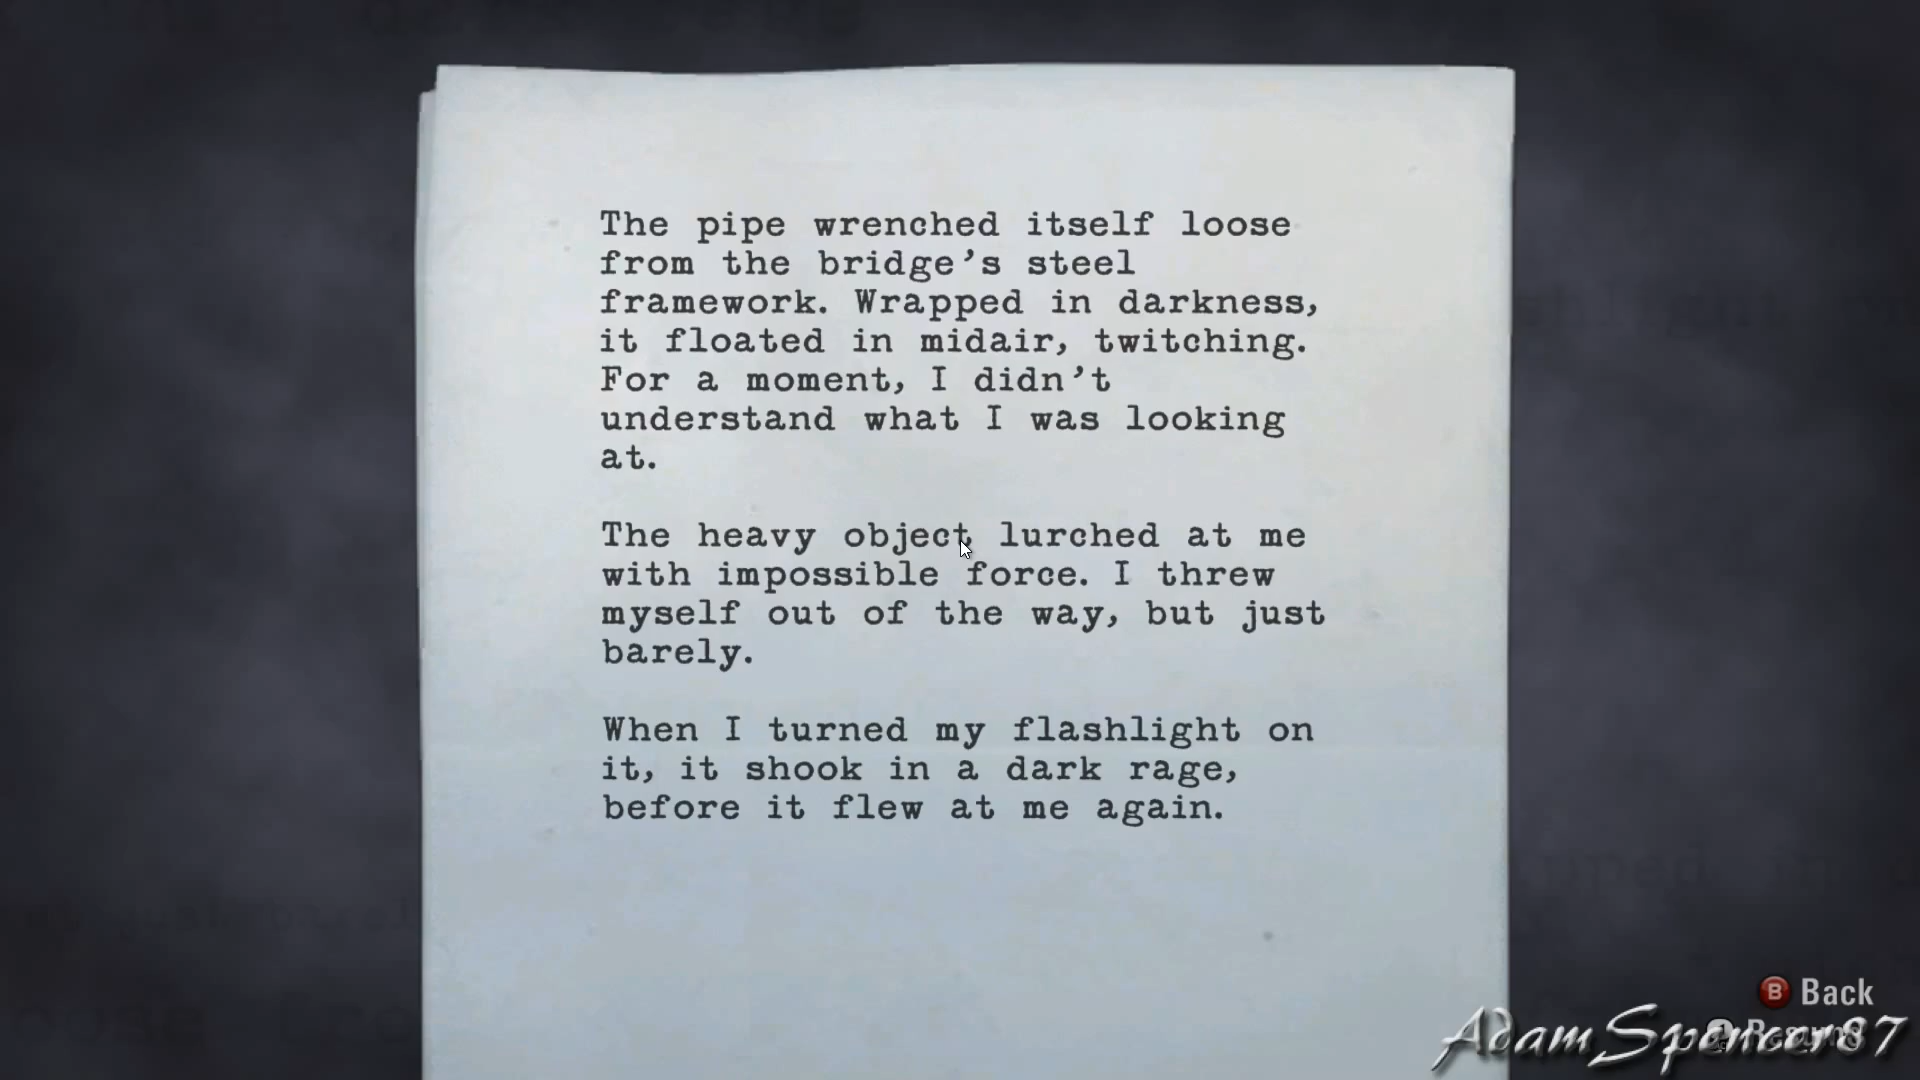 The pipe wrenched itself loose
from the bridge's steel
framework. Wrapped in darkness,
it floated in midair, twitching.
For a moment, I didn't
understand what I was looking
at.
The heavy object lurched at me
with impossible force. I threw
myself out of the way, but just
barely.
When I turned my flashlight on
it, it shook in a dark rage,
before it flew at me again.
B Back
Resume
AdamSpencer87